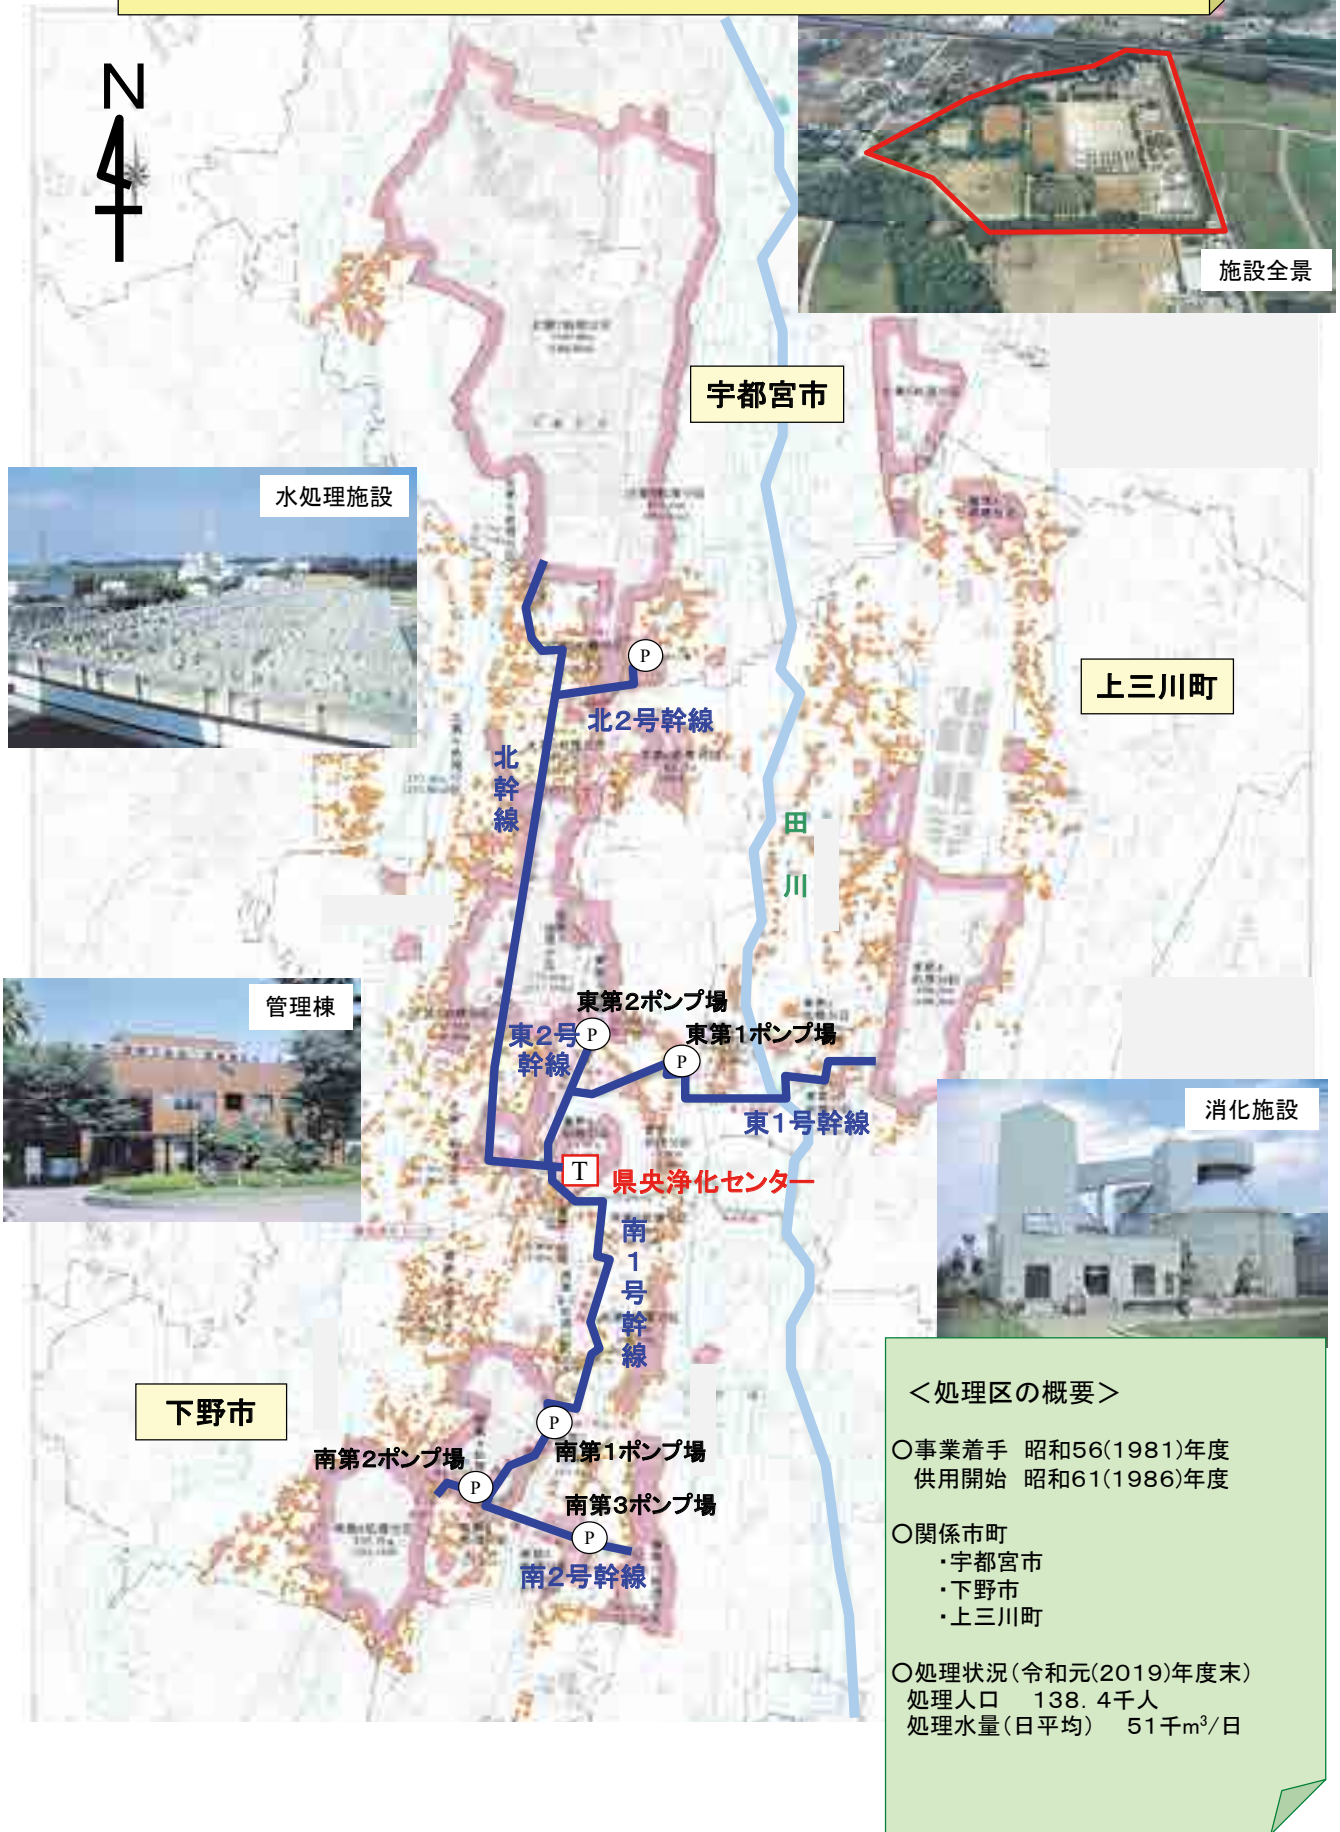 N
施設全景
宇都宮市
水処理施設
P
上三川町
北2号幹線
北幹線
田川
管理棟
東第2ポンプ場
P
東2号
幹線
東第1ポンプ場
P
東1号幹線
消化施設
T
県央浄化センター
南1号幹線
下野市
P
南第1ポンプ場
南第2ポンプ場
P
南第3ポンプ場
P
南2号幹線
＜処理区の概要＞
○事業着手 昭和56(1981)年度
供用開始 昭和61(1986)年度
○関係市町
・宇都宮市
・下野市
・上三川町
○処理状況(令和元(2019)年度末)
処理人口 138．4千人
処理水量(日平均) 51千m³/日